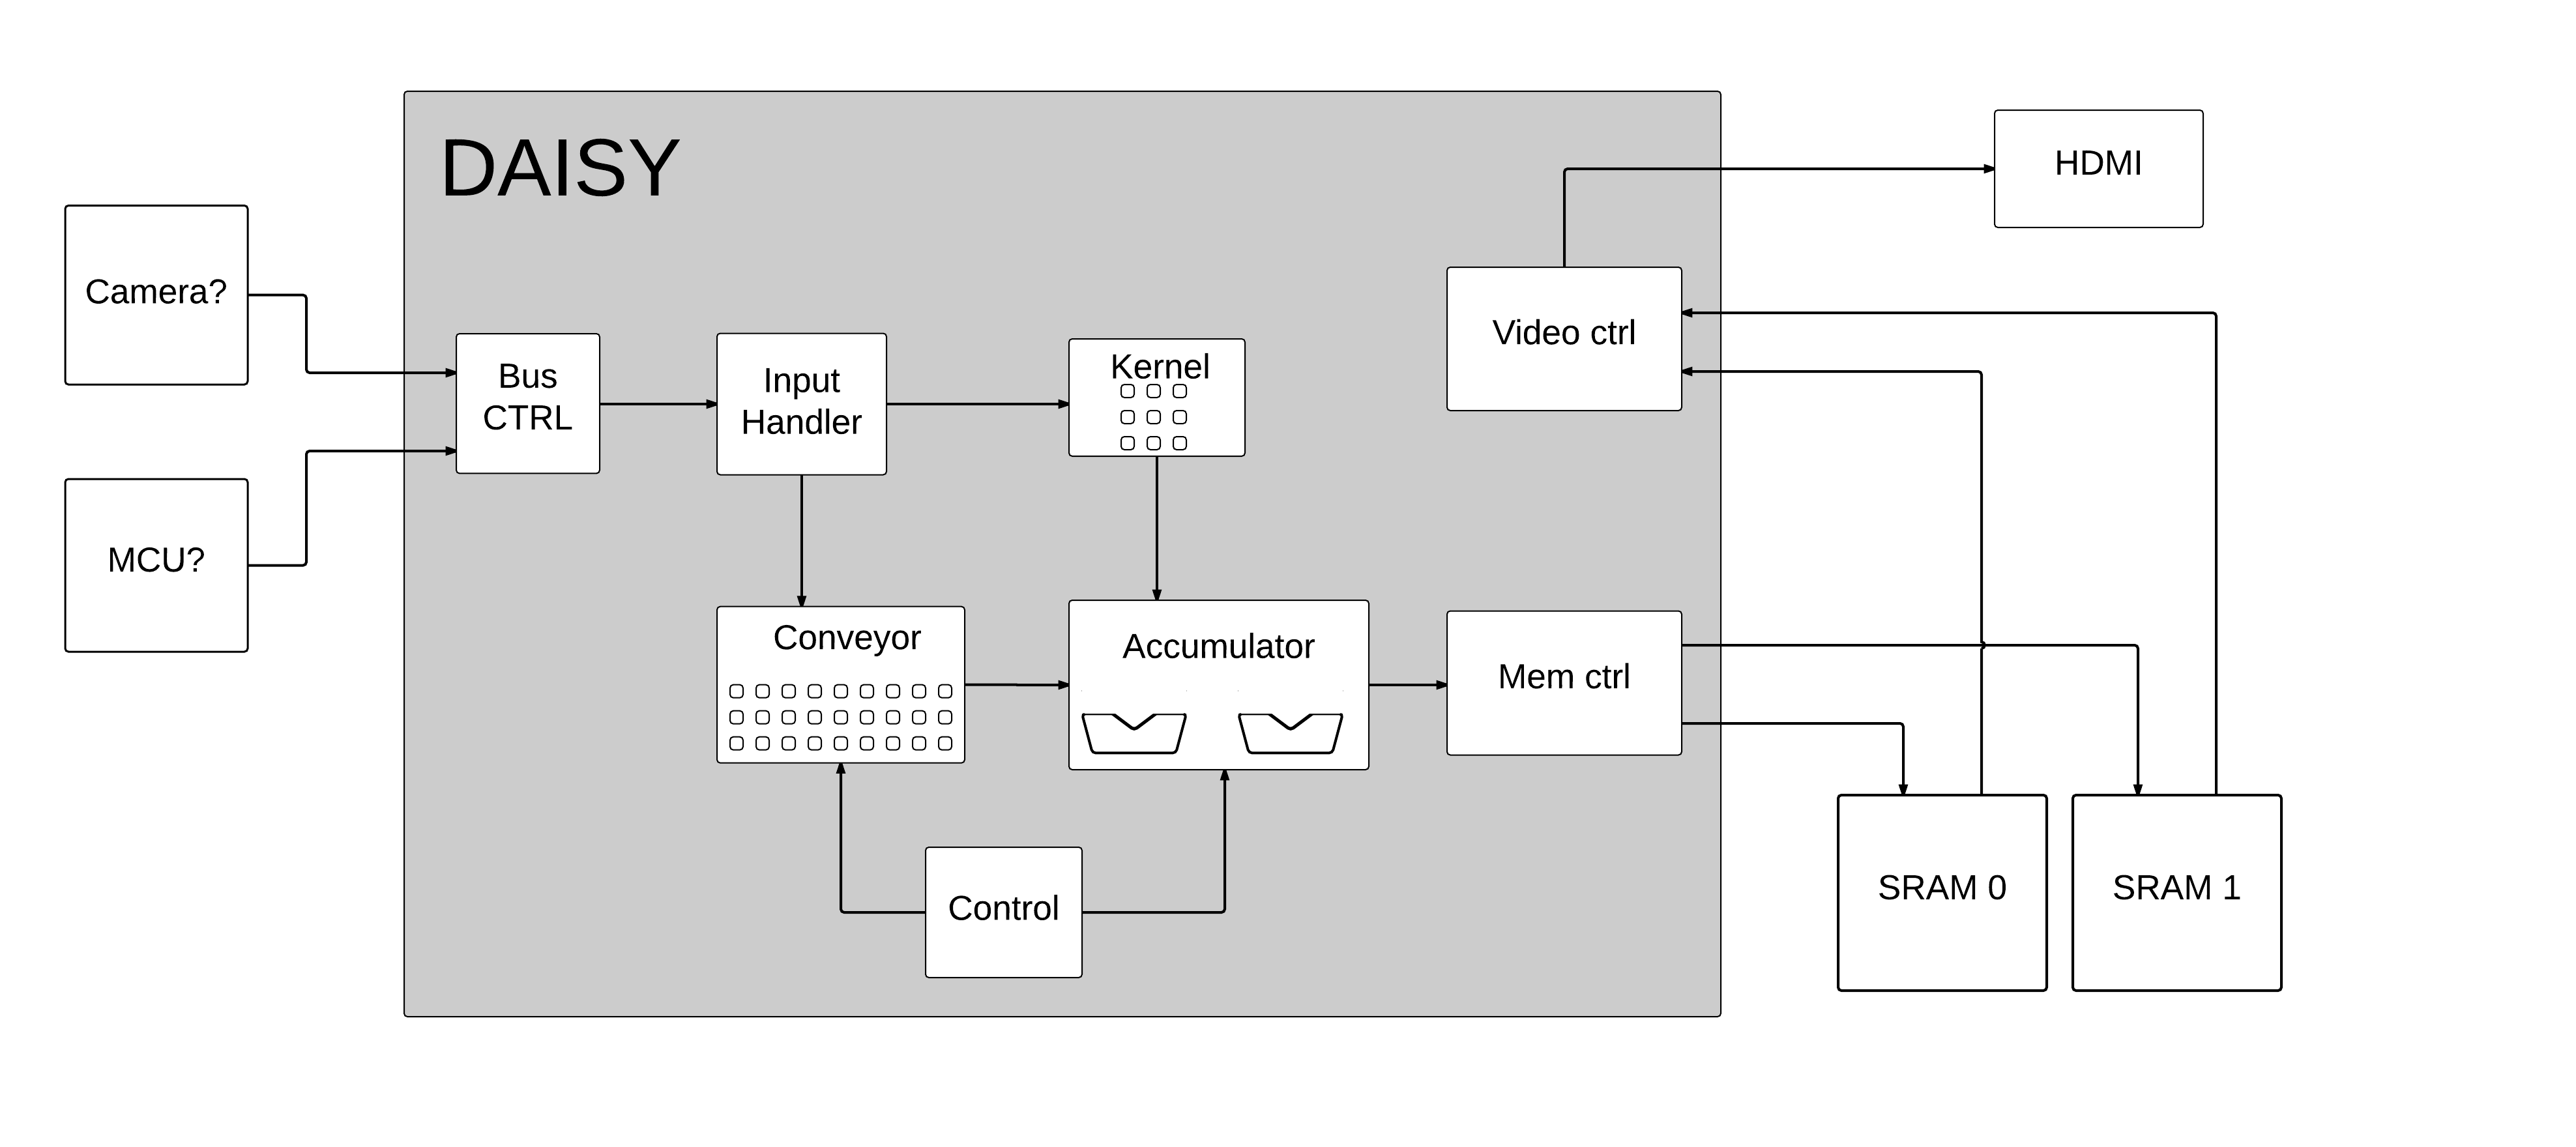 DAISY
HDMI
Camera?
Video ctrl
Bus
CTRL
Input
Handler
Kernel
MCU?
Conveyor
Accumulator
Mem ctrl
Control
SRAM 0
SRAM 1